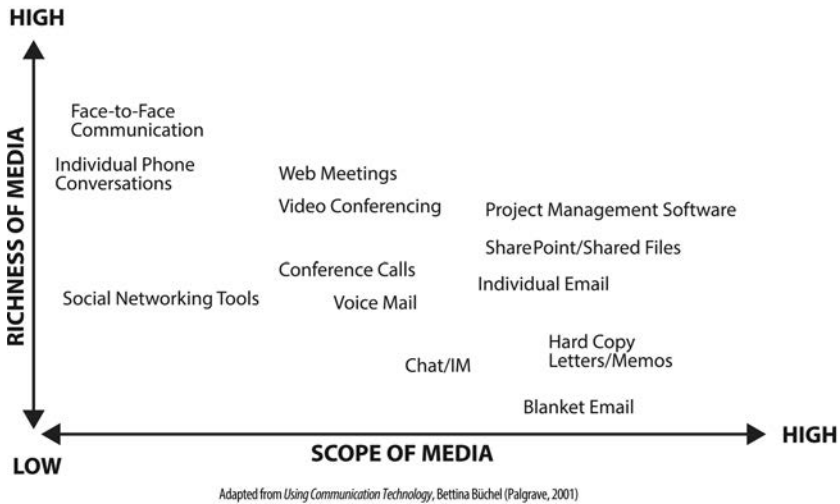 HIGH
RICHNESS OF MEDIA
Face-to-Face
Communication
Individual Phone
Conversations
Web Meetings
Video Conferencing
Project Management Software
SharePoint/Shared Files
Conference Calls
Individual Email
Social Networking Tools
Voice Mail
Hard Copy
Letters/Memos
Chat/IM
Blanket Email
LOW
SCOPE OF MEDIA
HIGH
Adapted from Using Communication Technology, Bettina Büchel (Palgrave, 2001)